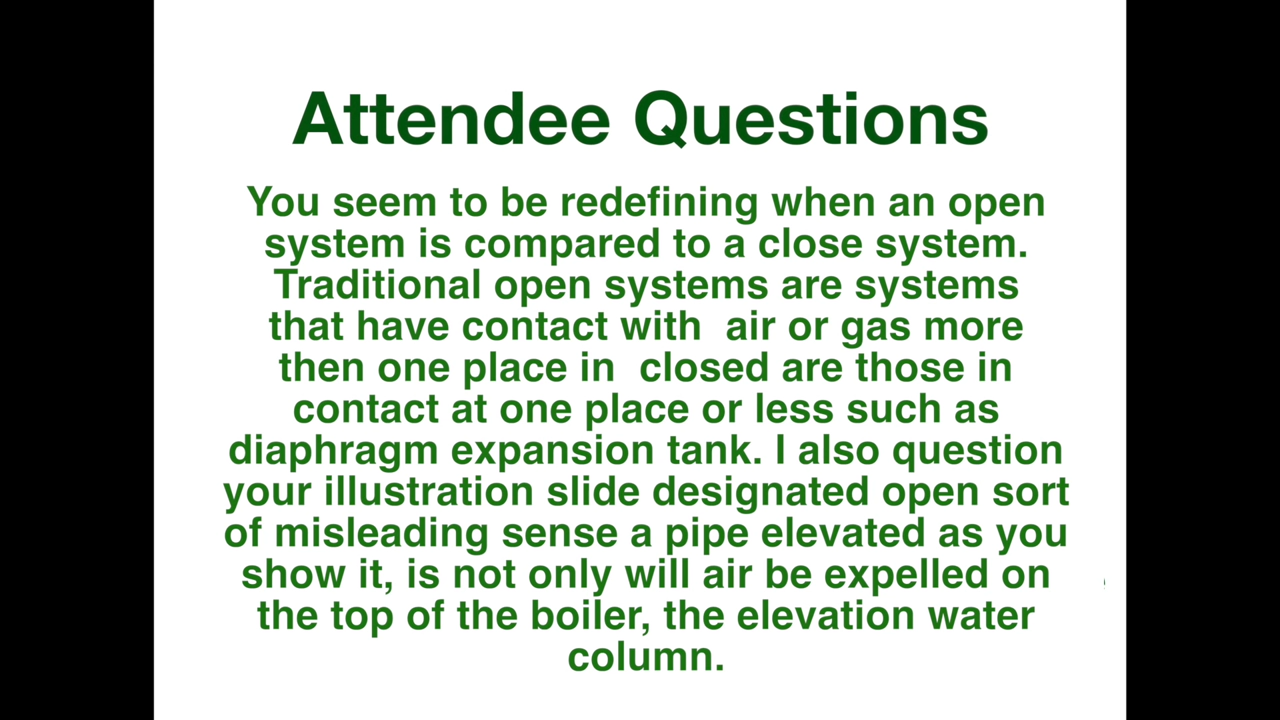 Attendee Questions
You seem to be redefining when an open
system is compared to a close system.
Traditional open systems are systems
that have contact with  air or gas more
then one place in  closed are those in
contact at one place or less such as
diaphragm expansion tank. I also question
your illustration slide designated open sort
of misleading sense a pipe elevated as you
show it, is not only will air be expelled on
the top of the boiler, the elevation water
column.